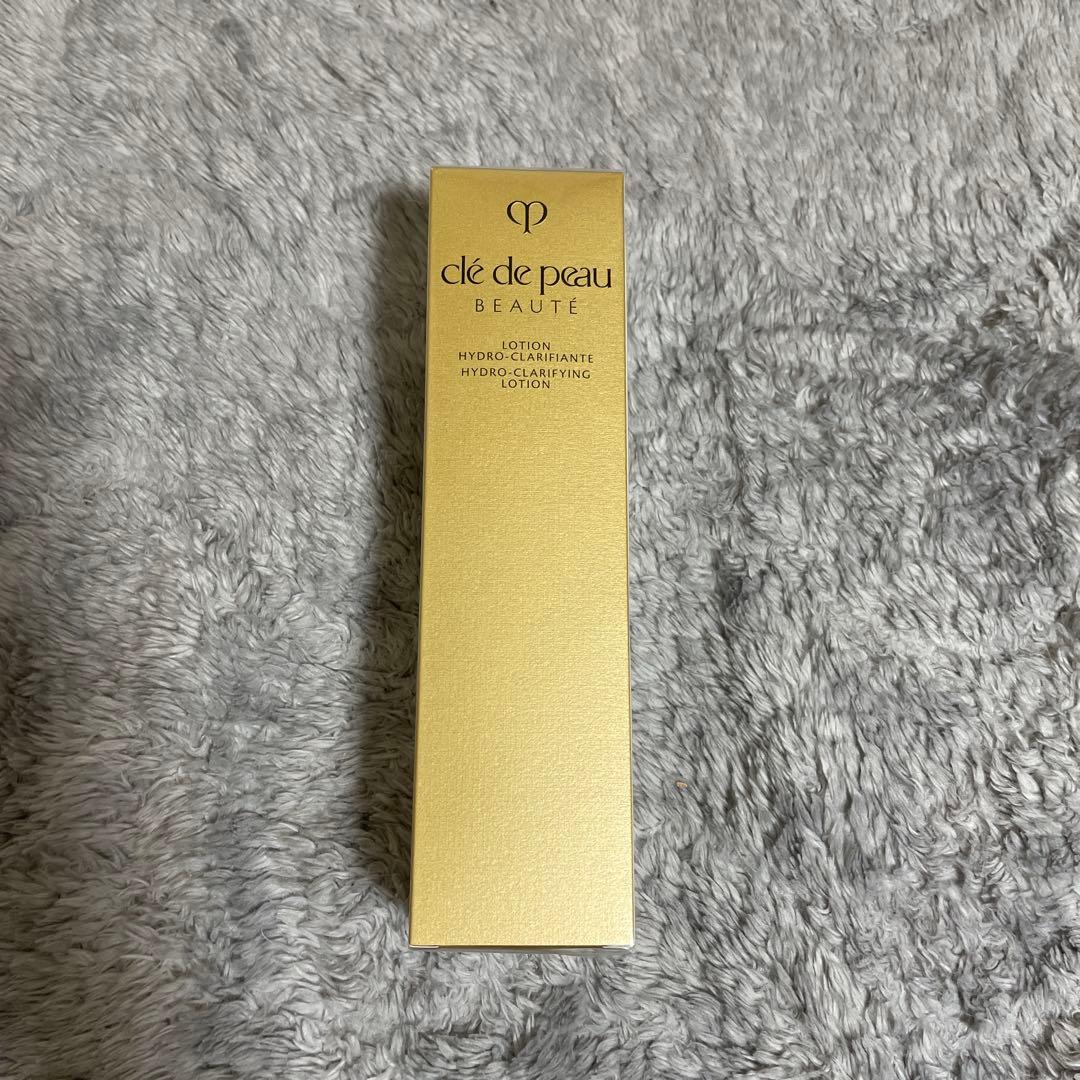 clé de peau
BEAUTÉ
LOTION
HYDRO-CLARIFIANTE
HYDRO-CLARIFYING
LOTION